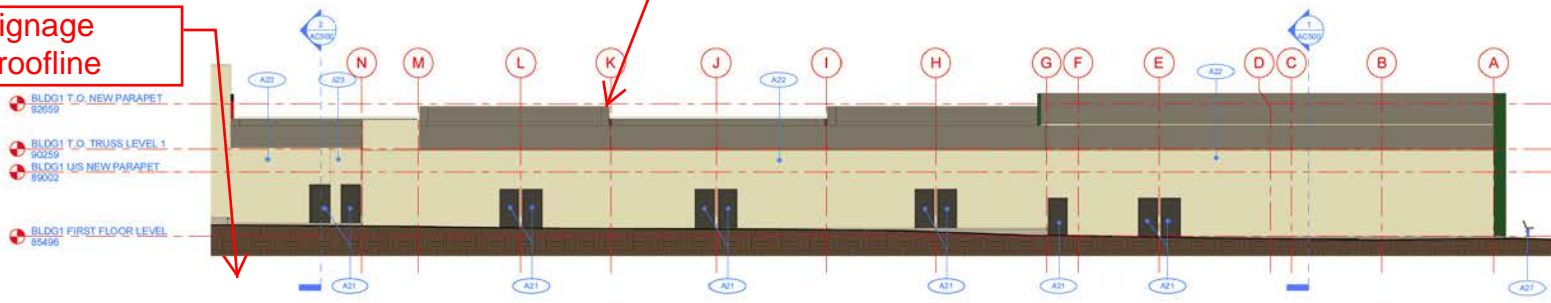 ignage
roofline
2
AC500
1
AC500
N
M
L
K
J
I
H
G
F
E
D
C
B
A
A23
A23
A22
A22
BLDG1 T.O. NEW PARAPET
92659
BLDG1 T.O. TRUSS LEVEL 1
90259
BLDG1 U/S NEW PARAPET
89002
BLDG1 FIRST FLOOR LEVEL
85496
A21
A21
A21
A21
A21
A21
A27